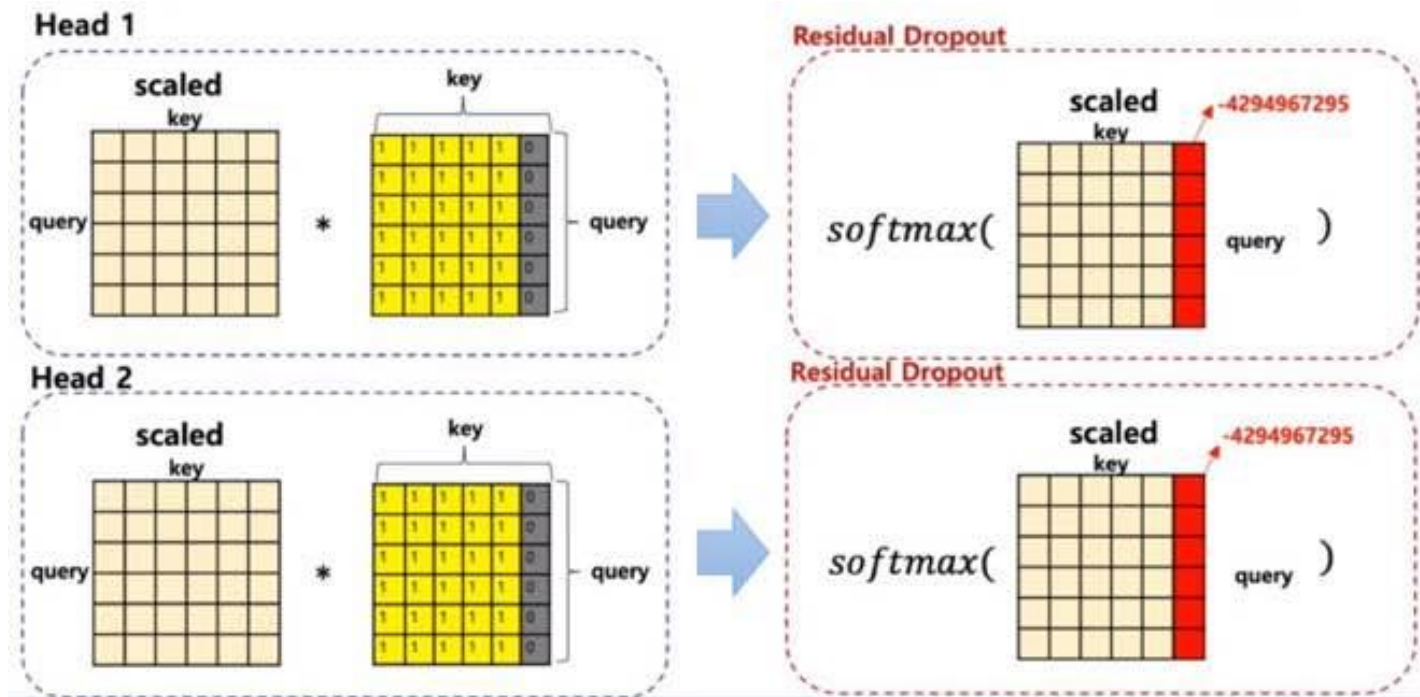 Head 1
scaled
key
query
*
key
1 1 1 1 1 0
1 1 1 1 1 0
1 1 1 1 1 0
1 1 1 1 1 0
1 1 1 1 1 0
1 1 1 1 1 0
query
Residual Dropout
scaled
key
-4294967295
softmax(
query
)
Head 2
scaled
key
query
*
key
1 1 1 1 1 0
1 1 1 1 1 0
1 1 1 1 1 0
1 1 1 1 1 0
1 1 1 1 1 0
1 1 1 1 1 0
query
Residual Dropout
scaled
key
-4294967295
softmax(
query
)